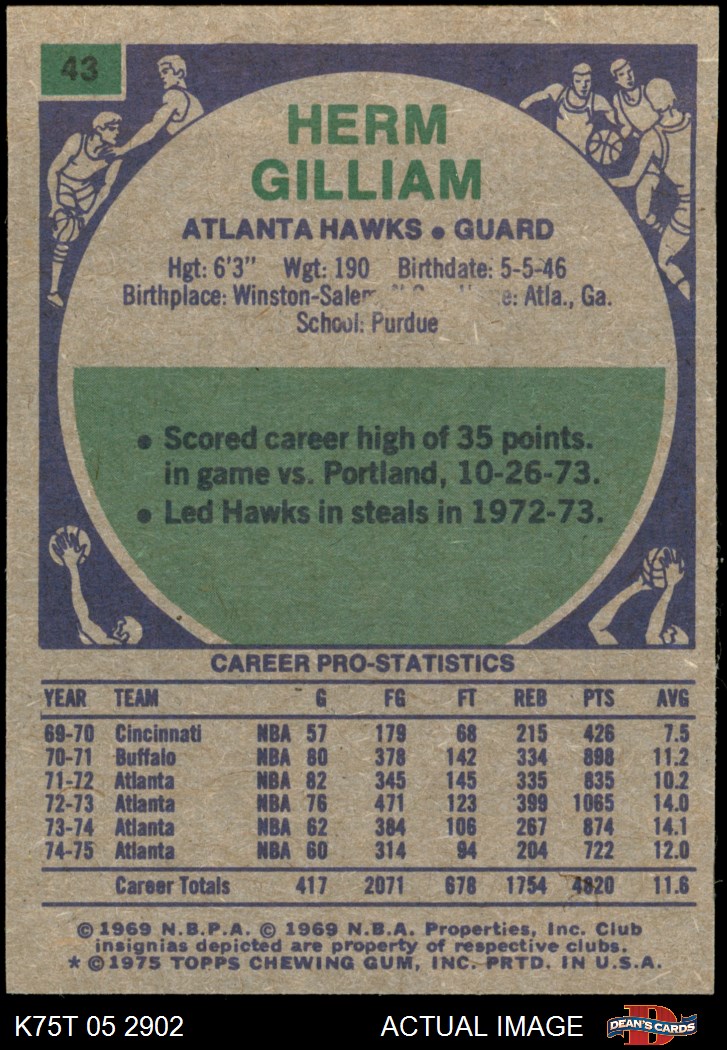 43
HERM
GILLIAM
ATLANTA HAWKS • GUARD
Hgt: 6'3" Wgt: 190 Birthdate: 5-5-46
Birthplace: Winston-Salem Atla., Ga.
School: Purdue
• Scored career high of 35 points.
in game vs. Portland, 10-26-73.
• Led Hawks in steals in 1972-73.
CAREER PRO-STATISTICS
YEAR TEAM G FG FT REB PTS AVG
69-70 Cincinnati NBA 57 179 68 215 426 7.5
70-71 Buffalo NBA 80 378 142 334 898 11.2
71-72 Atlanta NBA 82 345 145 335 835 10.2
72-73 Atlanta NBA 76 471 123 399 1065 14.0
73-74 Atlanta NBA 62 384 106 267 874 14.1
74-75 Atlanta NBA 60 314 94 204 722 12.0
Career Totals 417 2071 678 1754 4820 11.6
© 1969 N.B.P.A. © 1969 N.B.A. Properties, Inc. Club
insignias depicted are property of respective clubs.
* © 1975 TOPPS CHEWING GUM, INC. PRTD. IN U.S.A.
K75T 05 2902 ACTUAL IMAGE DEAN'S CARDS